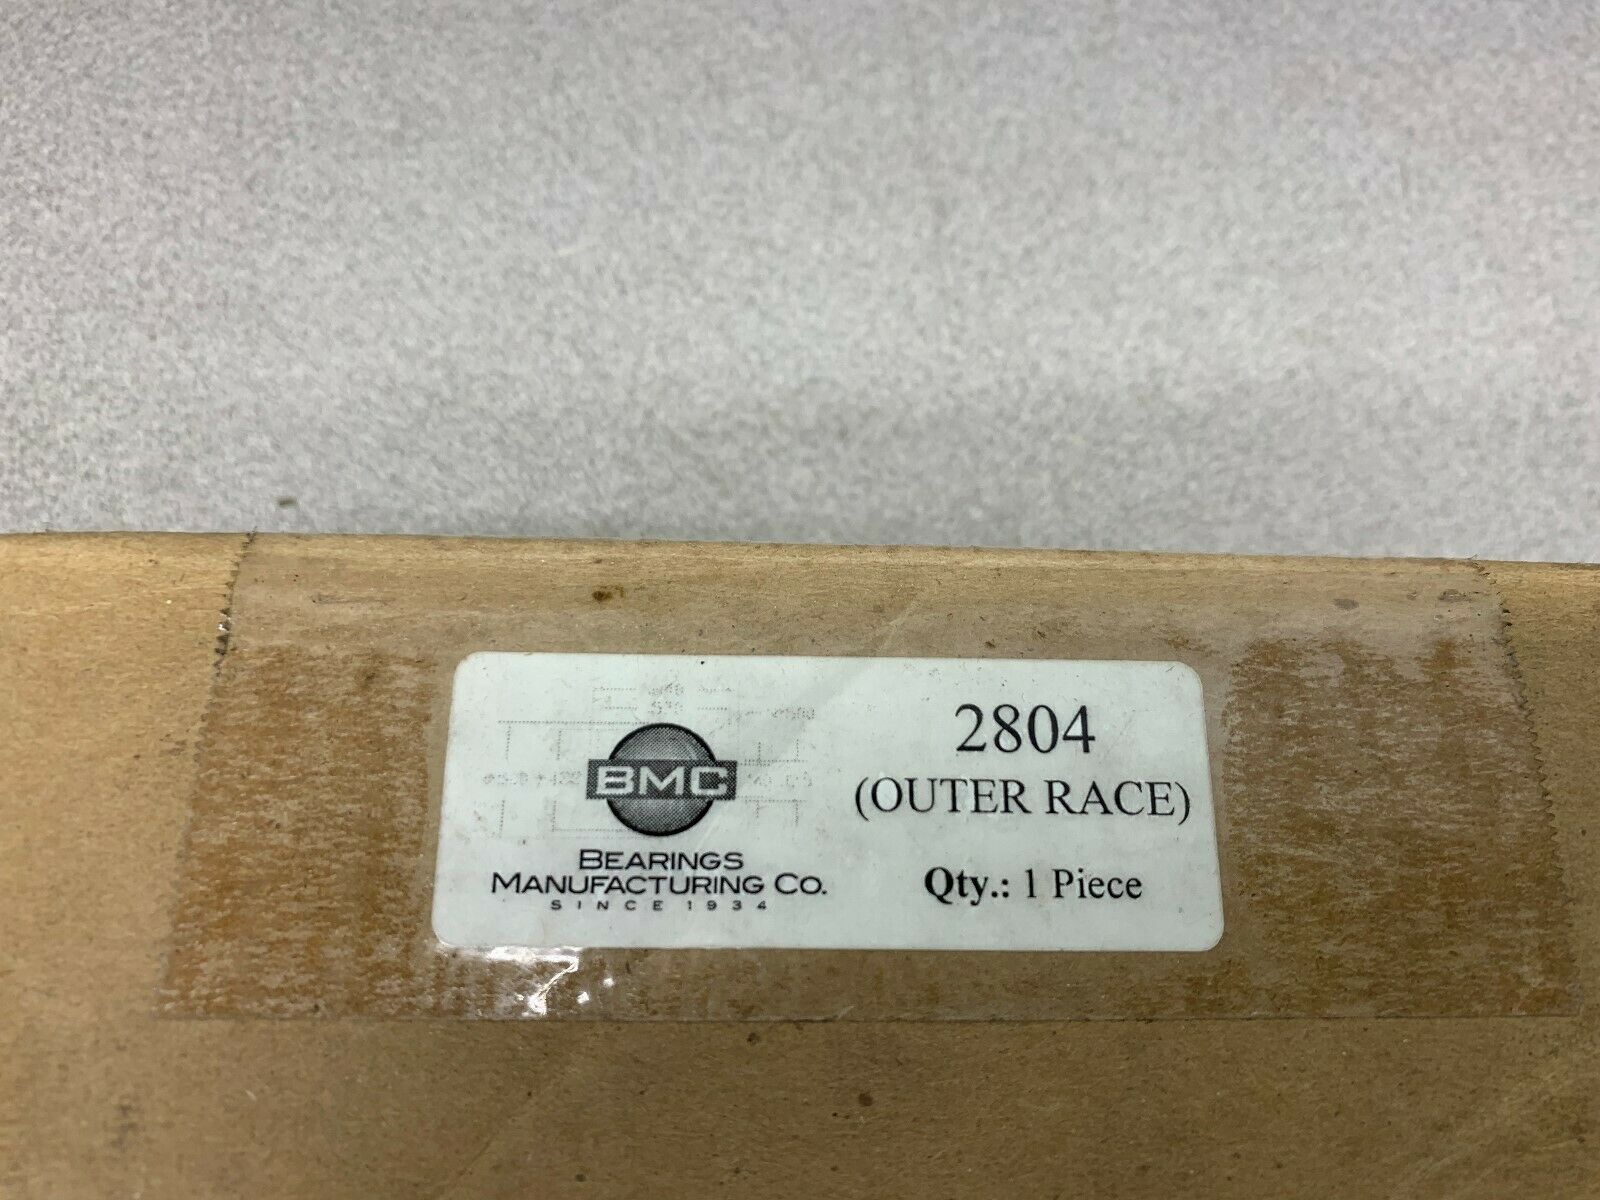 BMC
BEARINGS
MANUFACTURING CO.
SINCE 1934
2804
(OUTER RACE)
Qty.: 1 Piece